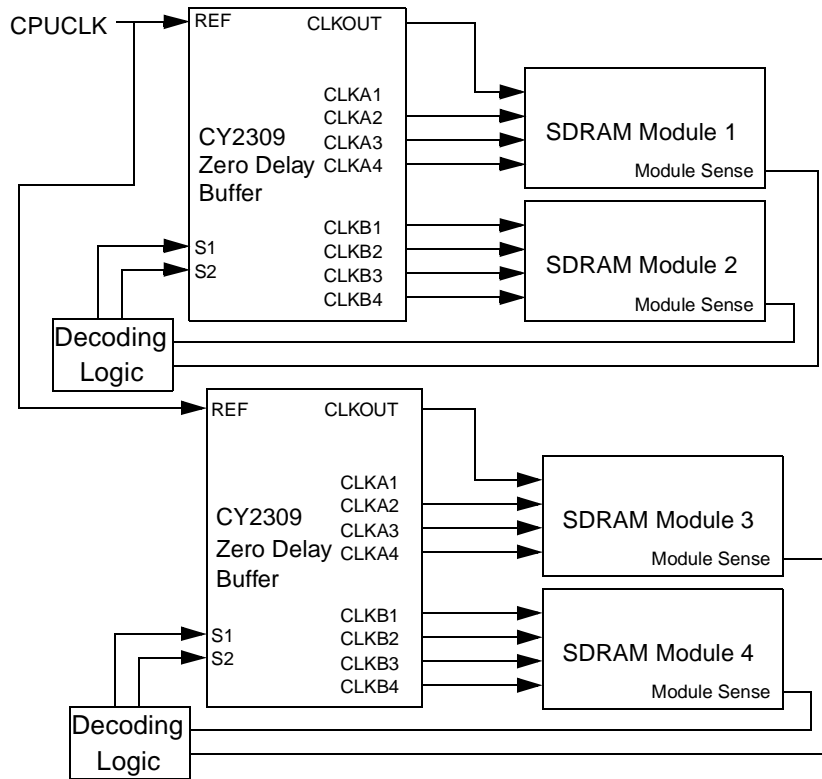 CPUCLK
REF
CLKOUT
CLKA1
CLKA2
CLKA3
CLKA4
CY2309
Zero Delay
Buffer
CLKB1
CLKB2
CLKB3
CLKB4
S1
S2
SDRAM Module 1
Module Sense
SDRAM Module 2
Module Sense
Decoding
Logic
REF
CLKOUT
CLKA1
CLKA2
CLKA3
CLKA4
CY2309
Zero Delay
Buffer
CLKB1
CLKB2
CLKB3
CLKB4
S1
S2
SDRAM Module 3
Module Sense
SDRAM Module 4
Module Sense
Decoding
Logic